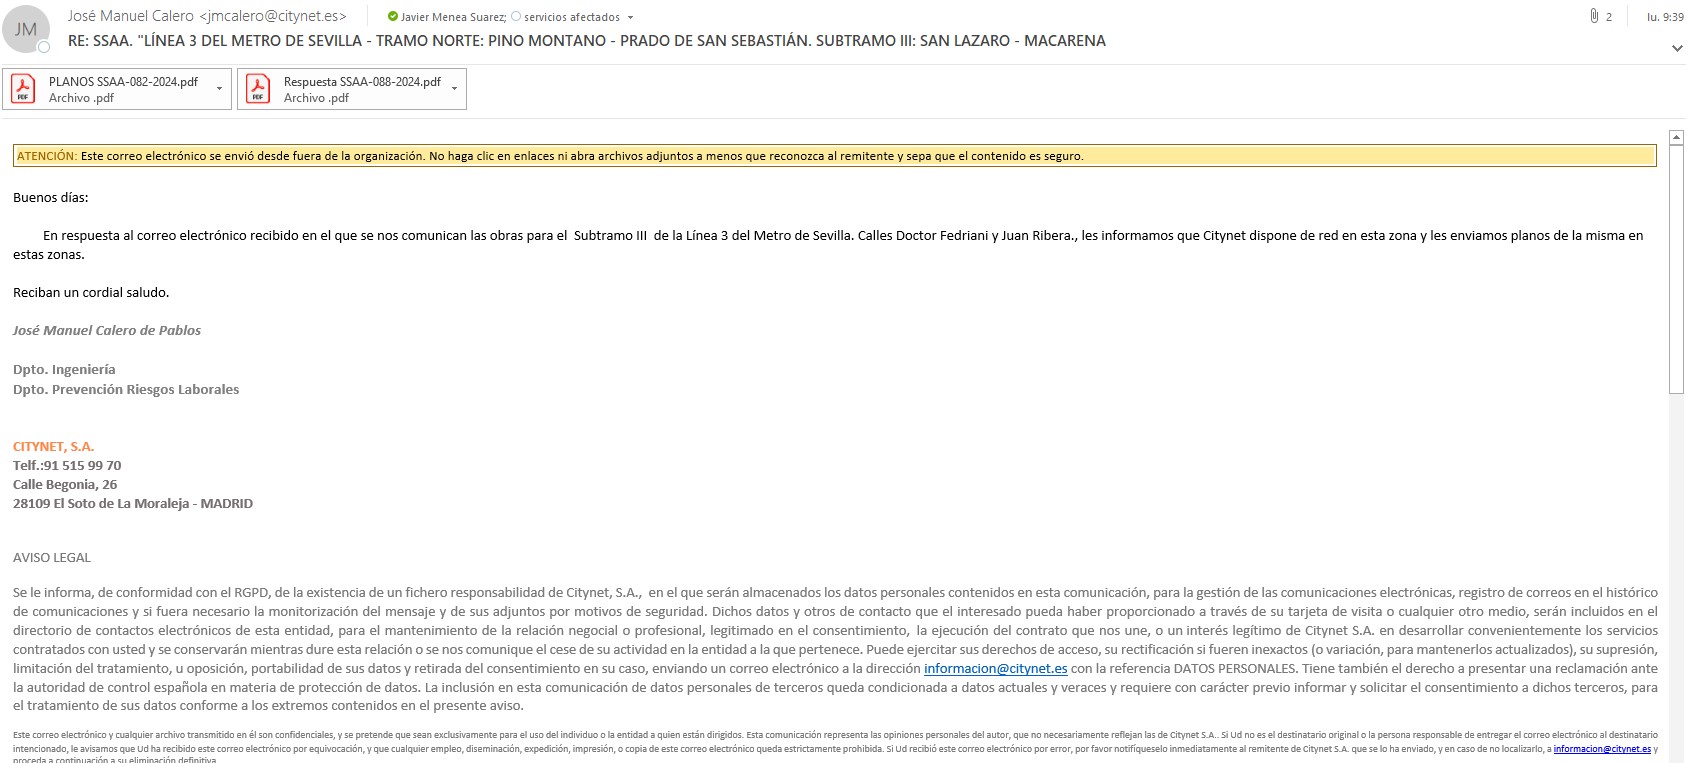 JM
José Manuel Calero <jmcalero@citynet.es>
Javier Menea Suarez; servicios afectados
2
lu. 9:39
RE: SSAA. "LÍNEA 3 DEL METRO DE SEVILLA - TRAMO NORTE: PINO MONTANO - PRADO DE SAN SEBASTIÁN. SUBTRAMO III: SAN LAZARO - MACARENA
PLANOS SSAA-082-2024.pdf
Archivo .pdf
Respuesta SSAA-088-2024.pdf
Archivo .pdf
ATENCIÓN: Este correo electrónico se envió desde fuera de la organización. No haga clic en enlaces ni abra archivos adjuntos a menos que reconozca al remitente y sepa que el contenido es seguro.
Buenos días:
En respuesta al correo electrónico recibido en el que se nos comunican las obras para el Subtramo III de la Línea 3 del Metro de Sevilla. Calles Doctor Fedriani y Juan Ribera., les informamos que Citynet dispone de red en esta zona y les enviamos planos de la misma en
estas zonas.
Reciban un cordial saludo.
José Manuel Calero de Pablos
Dpto. Ingeniería
Dpto. Prevención Riesgos Laborales
CITYNET, S.A.
Telf.:91 515 99 70
Calle Begonia, 26
28109 El Soto de La Moraleja - MADRID
AVISO LEGAL
Se le informa, de conformidad con el RGPD, de la existencia de un fichero responsabilidad de Citynet, S.A., en el que serán almacenados los datos personales contenidos en esta comunicación, para la gestión de las comunicaciones electrónicas, registro de correos en el histórico
de comunicaciones y si fuera necesario la monitorización del mensaje y de sus adjuntos por motivos de seguridad. Dichos datos y otros de contacto que el interesado pueda haber proporcionado a través de su tarjeta de visita o cualquier otro medio, serán incluidos en el
directorio de contactos electrónicos de esta entidad, para el mantenimiento de la relación negocial o profesional, legitimado en el consentimiento, la ejecución del contrato que nos une, o un interés legítimo de Citynet S.A. en desarrollar convenientemente los servicios
contratados con usted y se conservarán mientras dure esta relación o se nos comunique el cese de su actividad en la entidad a la que pertenece. Puede ejercitar sus derechos de acceso, su rectificación si fueren inexactos (o variación, para mantenerlos actualizados), su supresión,
limitación del tratamiento, u oposición, portabilidad de sus datos y retirada del consentimiento en su caso, enviando un correo electrónico a la dirección informacion@citynet.es con la referencia DATOS PERSONALES. Tiene también el derecho a presentar una reclamación ante
la autoridad de control española en materia de protección de datos. La inclusión en esta comunicación de datos personales de terceros queda condicionada a datos actuales y veraces y requiere con carácter previo informar y solicitar el consentimiento a dichos terceros, para
el tratamiento de sus datos conforme a los extremos contenidos en el presente aviso.
Este correo electrónico y cualquier archivo transmitido en él son confidenciales, y se pretende que sean exclusivamente para el uso del individuo o la entidad a quien están dirigidos. Esta comunicación representa las opiniones personales del autor, que no necesariamente reflejan las de Citynet S.A.. Si Ud no es el destinatario original o la persona responsable de entregar el correo electrónico al destinatario
intencionado, le avisamos que Ud ha recibido este correo electrónico por equivocación, y que cualquier empleo, diseminación, expedición, impresión, o copia de este correo electrónico queda estrictamente prohibida. Si Ud recibió este correo electrónico por error, por favor notifíqueselo inmediatamente al remitente de Citynet S.A. que se lo ha enviado, y en caso de no localizarlo, a informacion@citynet.es y
proceda a continuación a su eliminación definitiva.